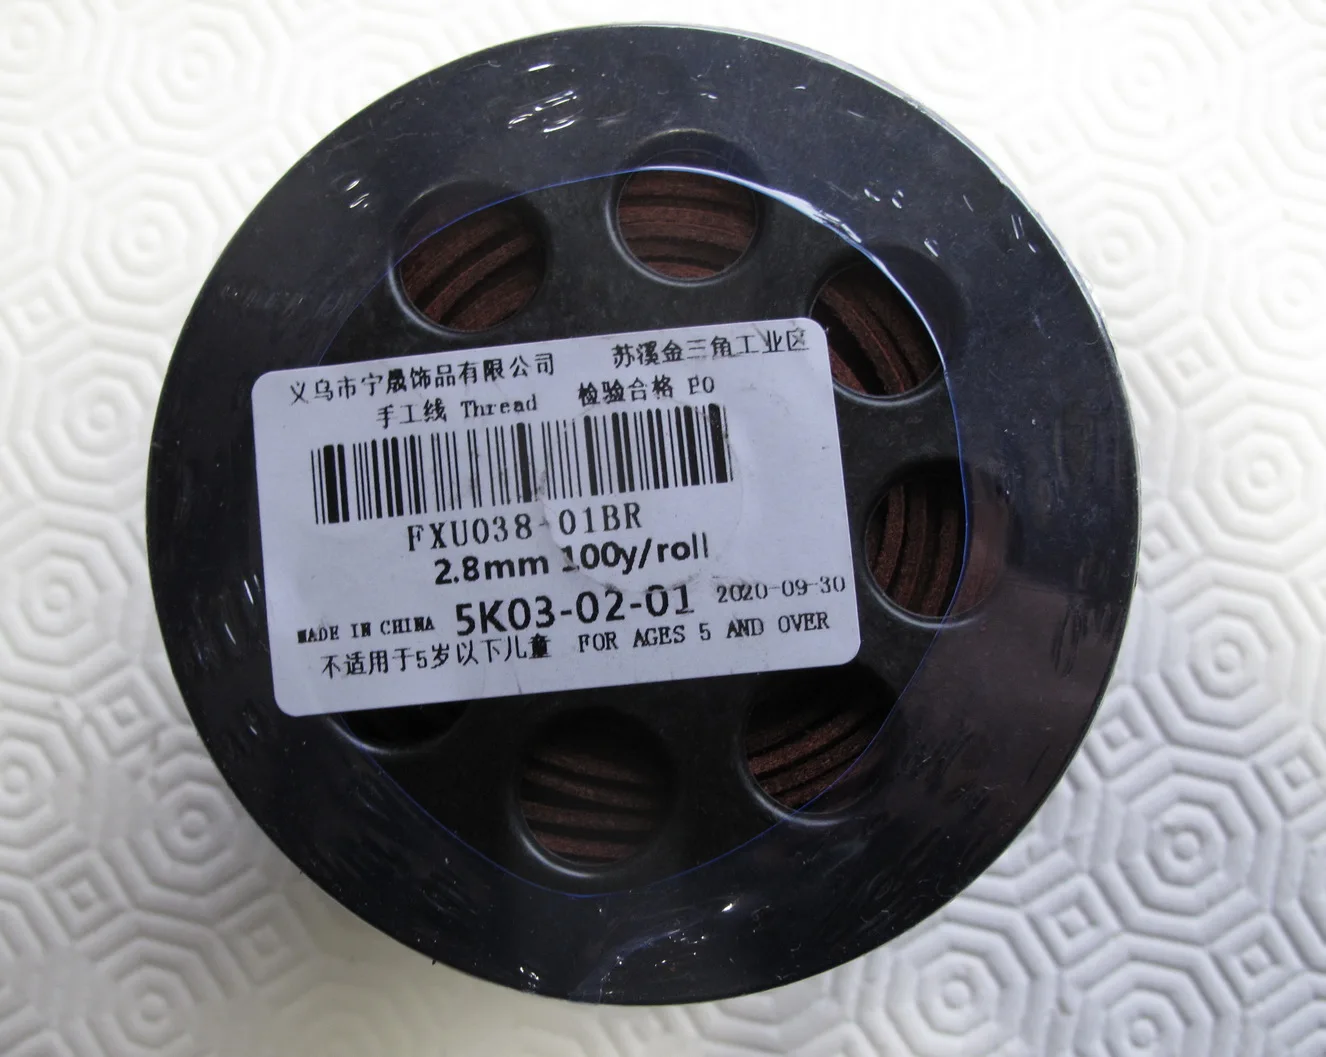 义乌市宁晟饰品有限公司 苏溪金三角工业区
手工线 Thread 检验合格 EO
FXU038-01BR
2.8mm 100y/roll
MADE IN CHINA 5K03-02-01 2020-09-30
不适用于5岁以下儿童 FOR AGES 5 AND OVER